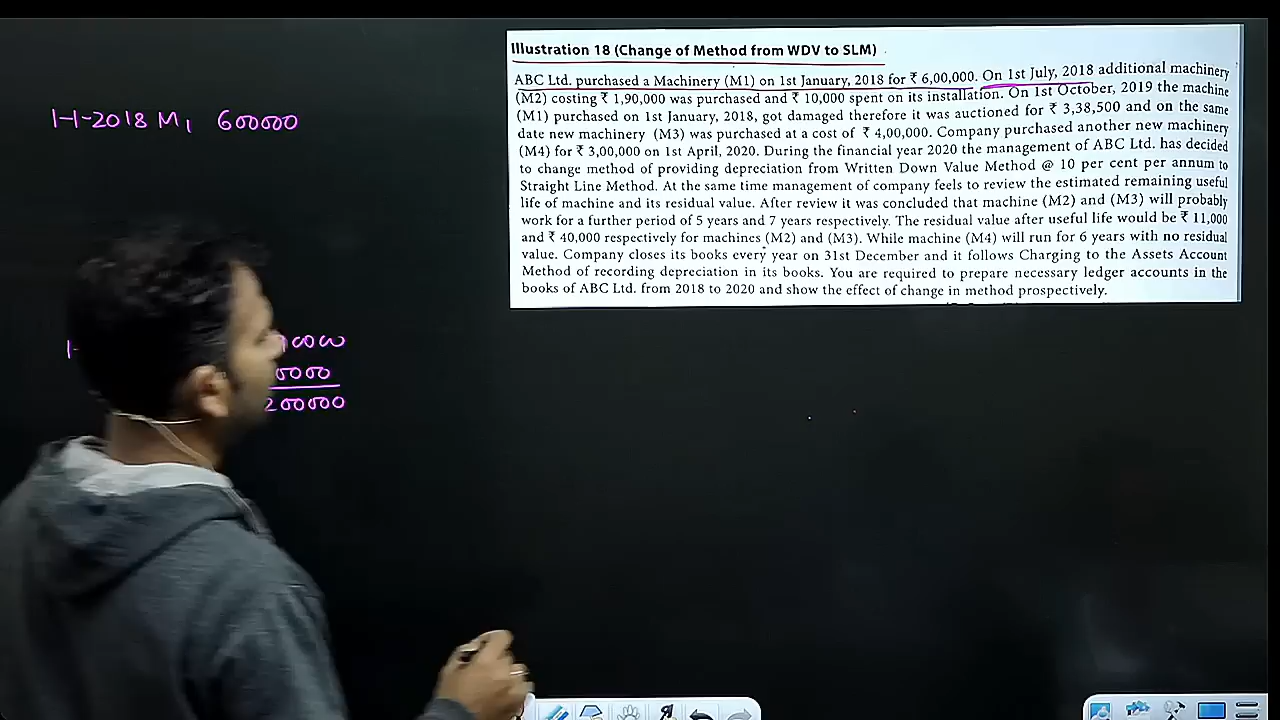 Illustration 18 (Change of Method from WDV to SLM)
ABC Ltd. purchased a Machinery (M1) on 1st January, 2018 for ₹ 6,00,000. On 1st July, 2018 additional machinery
(M2) costing ₹ 1,90,000 was purchased and ₹ 10,000 spent on its installation. On 1st October, 2019 the machine
(M1) purchased on 1st January, 2018, got damaged therefore it was auctioned for ₹ 3,38,500 and on the same
date new machinery (M3) was purchased at a cost of ₹ 4,00,000. Company purchased another new machinery
(M4) for ₹ 3,00,000 on 1st April, 2020. During the financial year 2020 the management of ABC Ltd. has decided
to change method of providing depreciation from Written Down Value Method @ 10 per cent per annum to
Straight Line Method. At the same time management of company feels to review the estimated remaining useful
life of machine and its residual value. After review it was concluded that machine (M2) and (M3) will probably
work for a further period of 5 years and 7 years respectively. The residual value after useful life would be ₹ 11,000
and ₹ 40,000 respectively for machines (M2) and (M3). While machine (M4) will run for 6 years with no residual
value. Company closes its books every year on 31st December and it follows Charging to the Assets Account
Method of recording depreciation in its books. You are required to prepare necessary ledger accounts in the
books of ABC Ltd. from 2018 to 2020 and show the effect of change in method prospectively.
1-1-2018 M1 600000
200000